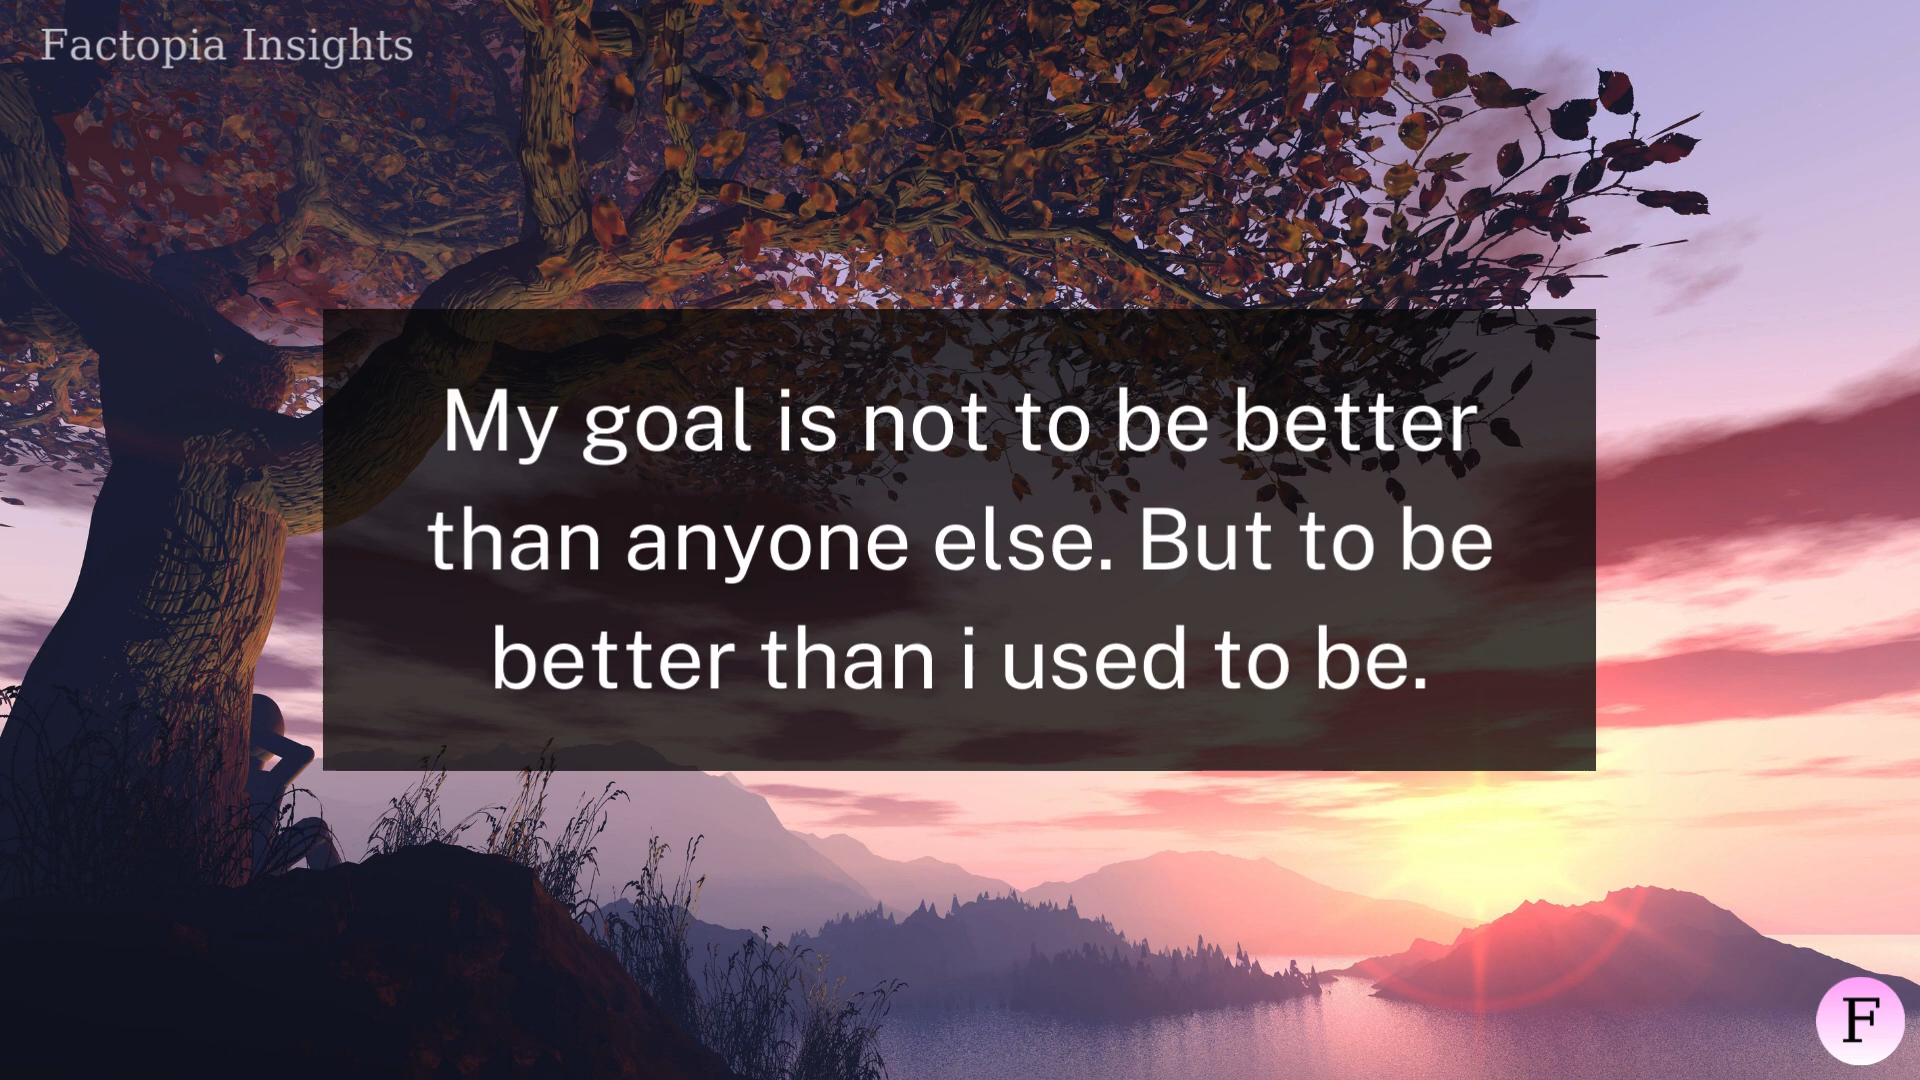 Factopia Insights
My goal is not to be better
than anyone else. But to be
better than i used to be.
F